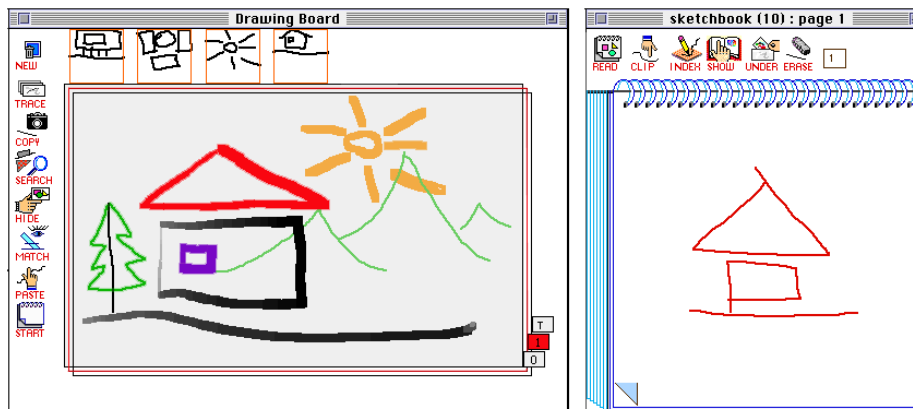 Drawing Board
NEW
TRACE
COPY
SEARCH
HIDE
MATCH
PASTE
START
T
1
0
sketchbook (10) : page 1
READ CLIP INDEX SHOW UNDER ERASE 1